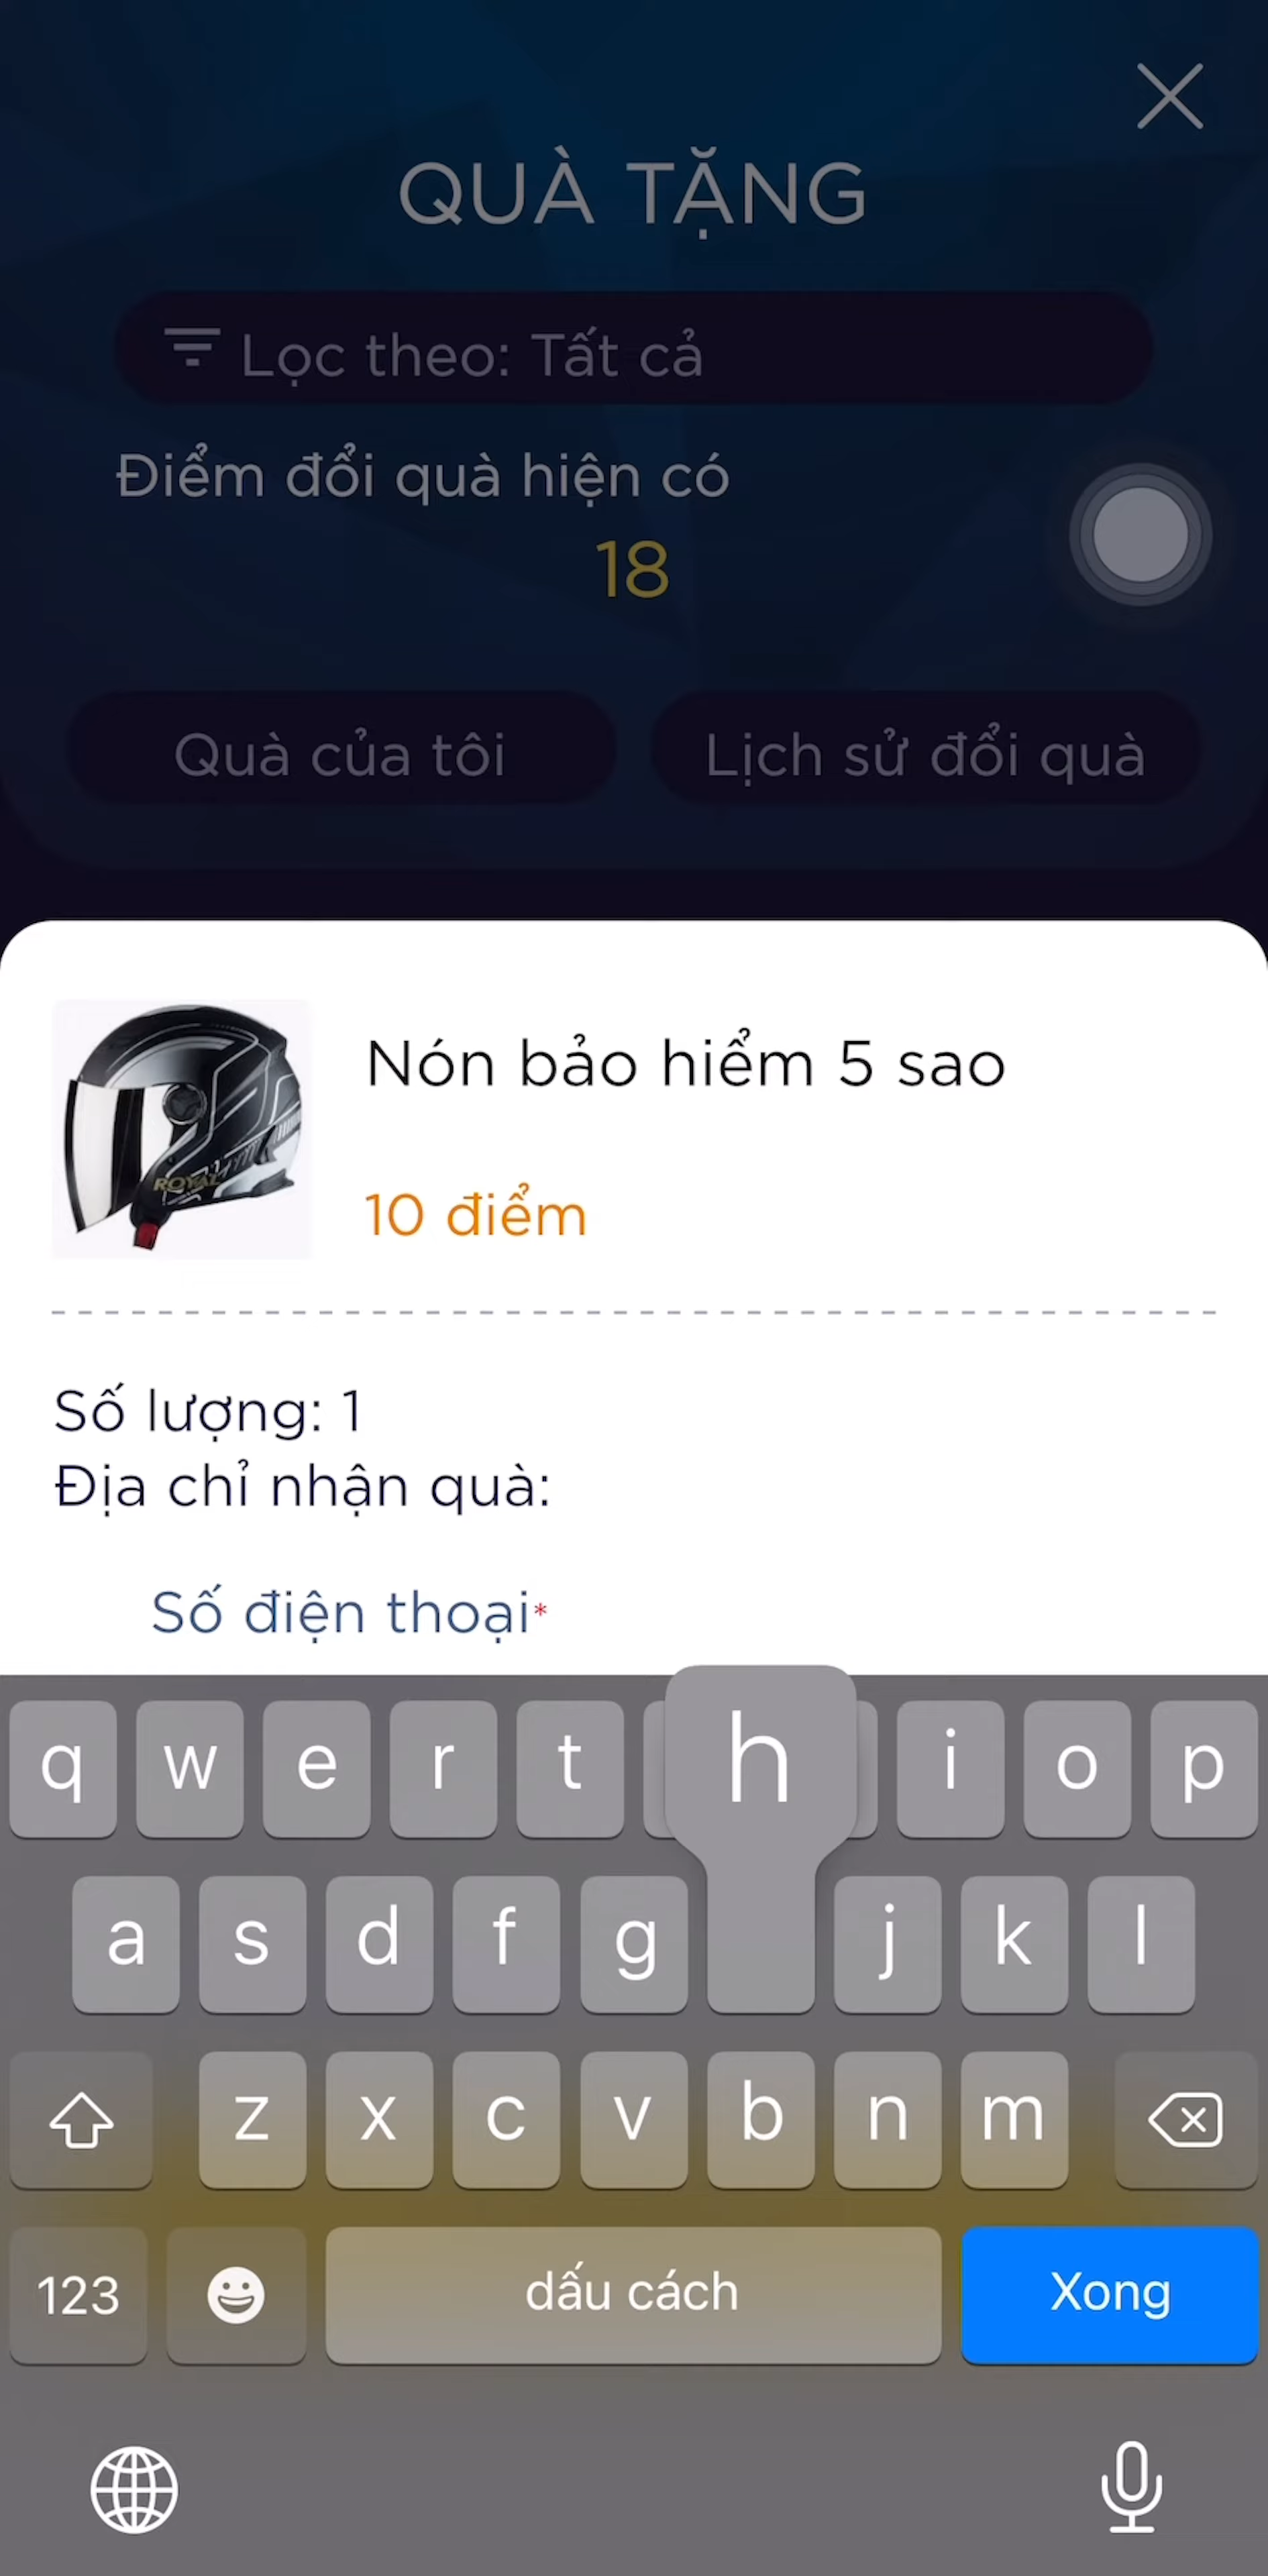 QUÀ TẶNG
Lọc theo: Tất cả
Điểm đổi quà hiện có
18
Quà của tôi
Lịch sử đổi quà
Nón bảo hiểm 5 sao
ROYAL
10 điểm
Số lượng: 1
Địa chỉ nhận quà:
Số điện thoại*
q w e r t h i o p
a s d f g j k l
z x c v b n m
123 dấu cách Xong